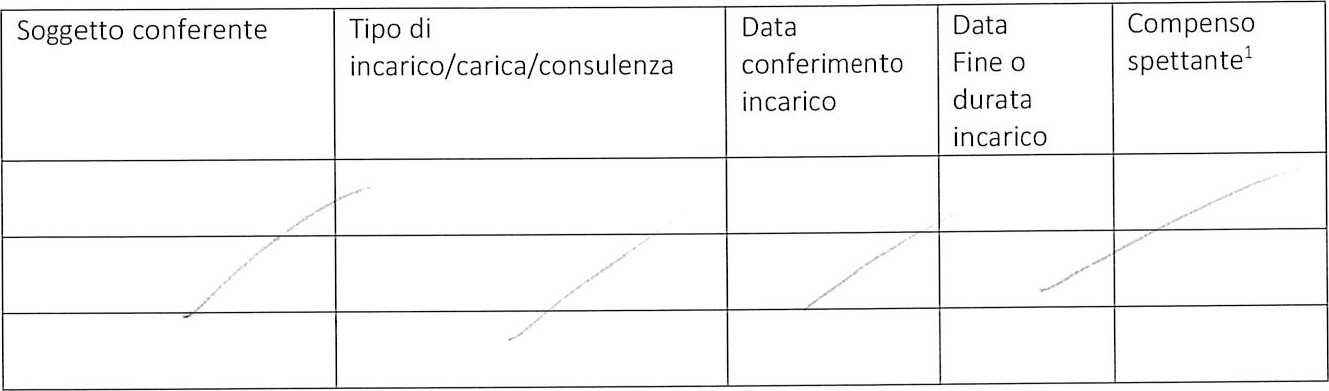 Soggetto conferente
Tipo di
incarico/carica/consulenza
Data
conferimento
incarico
Data
Fine o
durata
incarico
Compenso
spettante¹